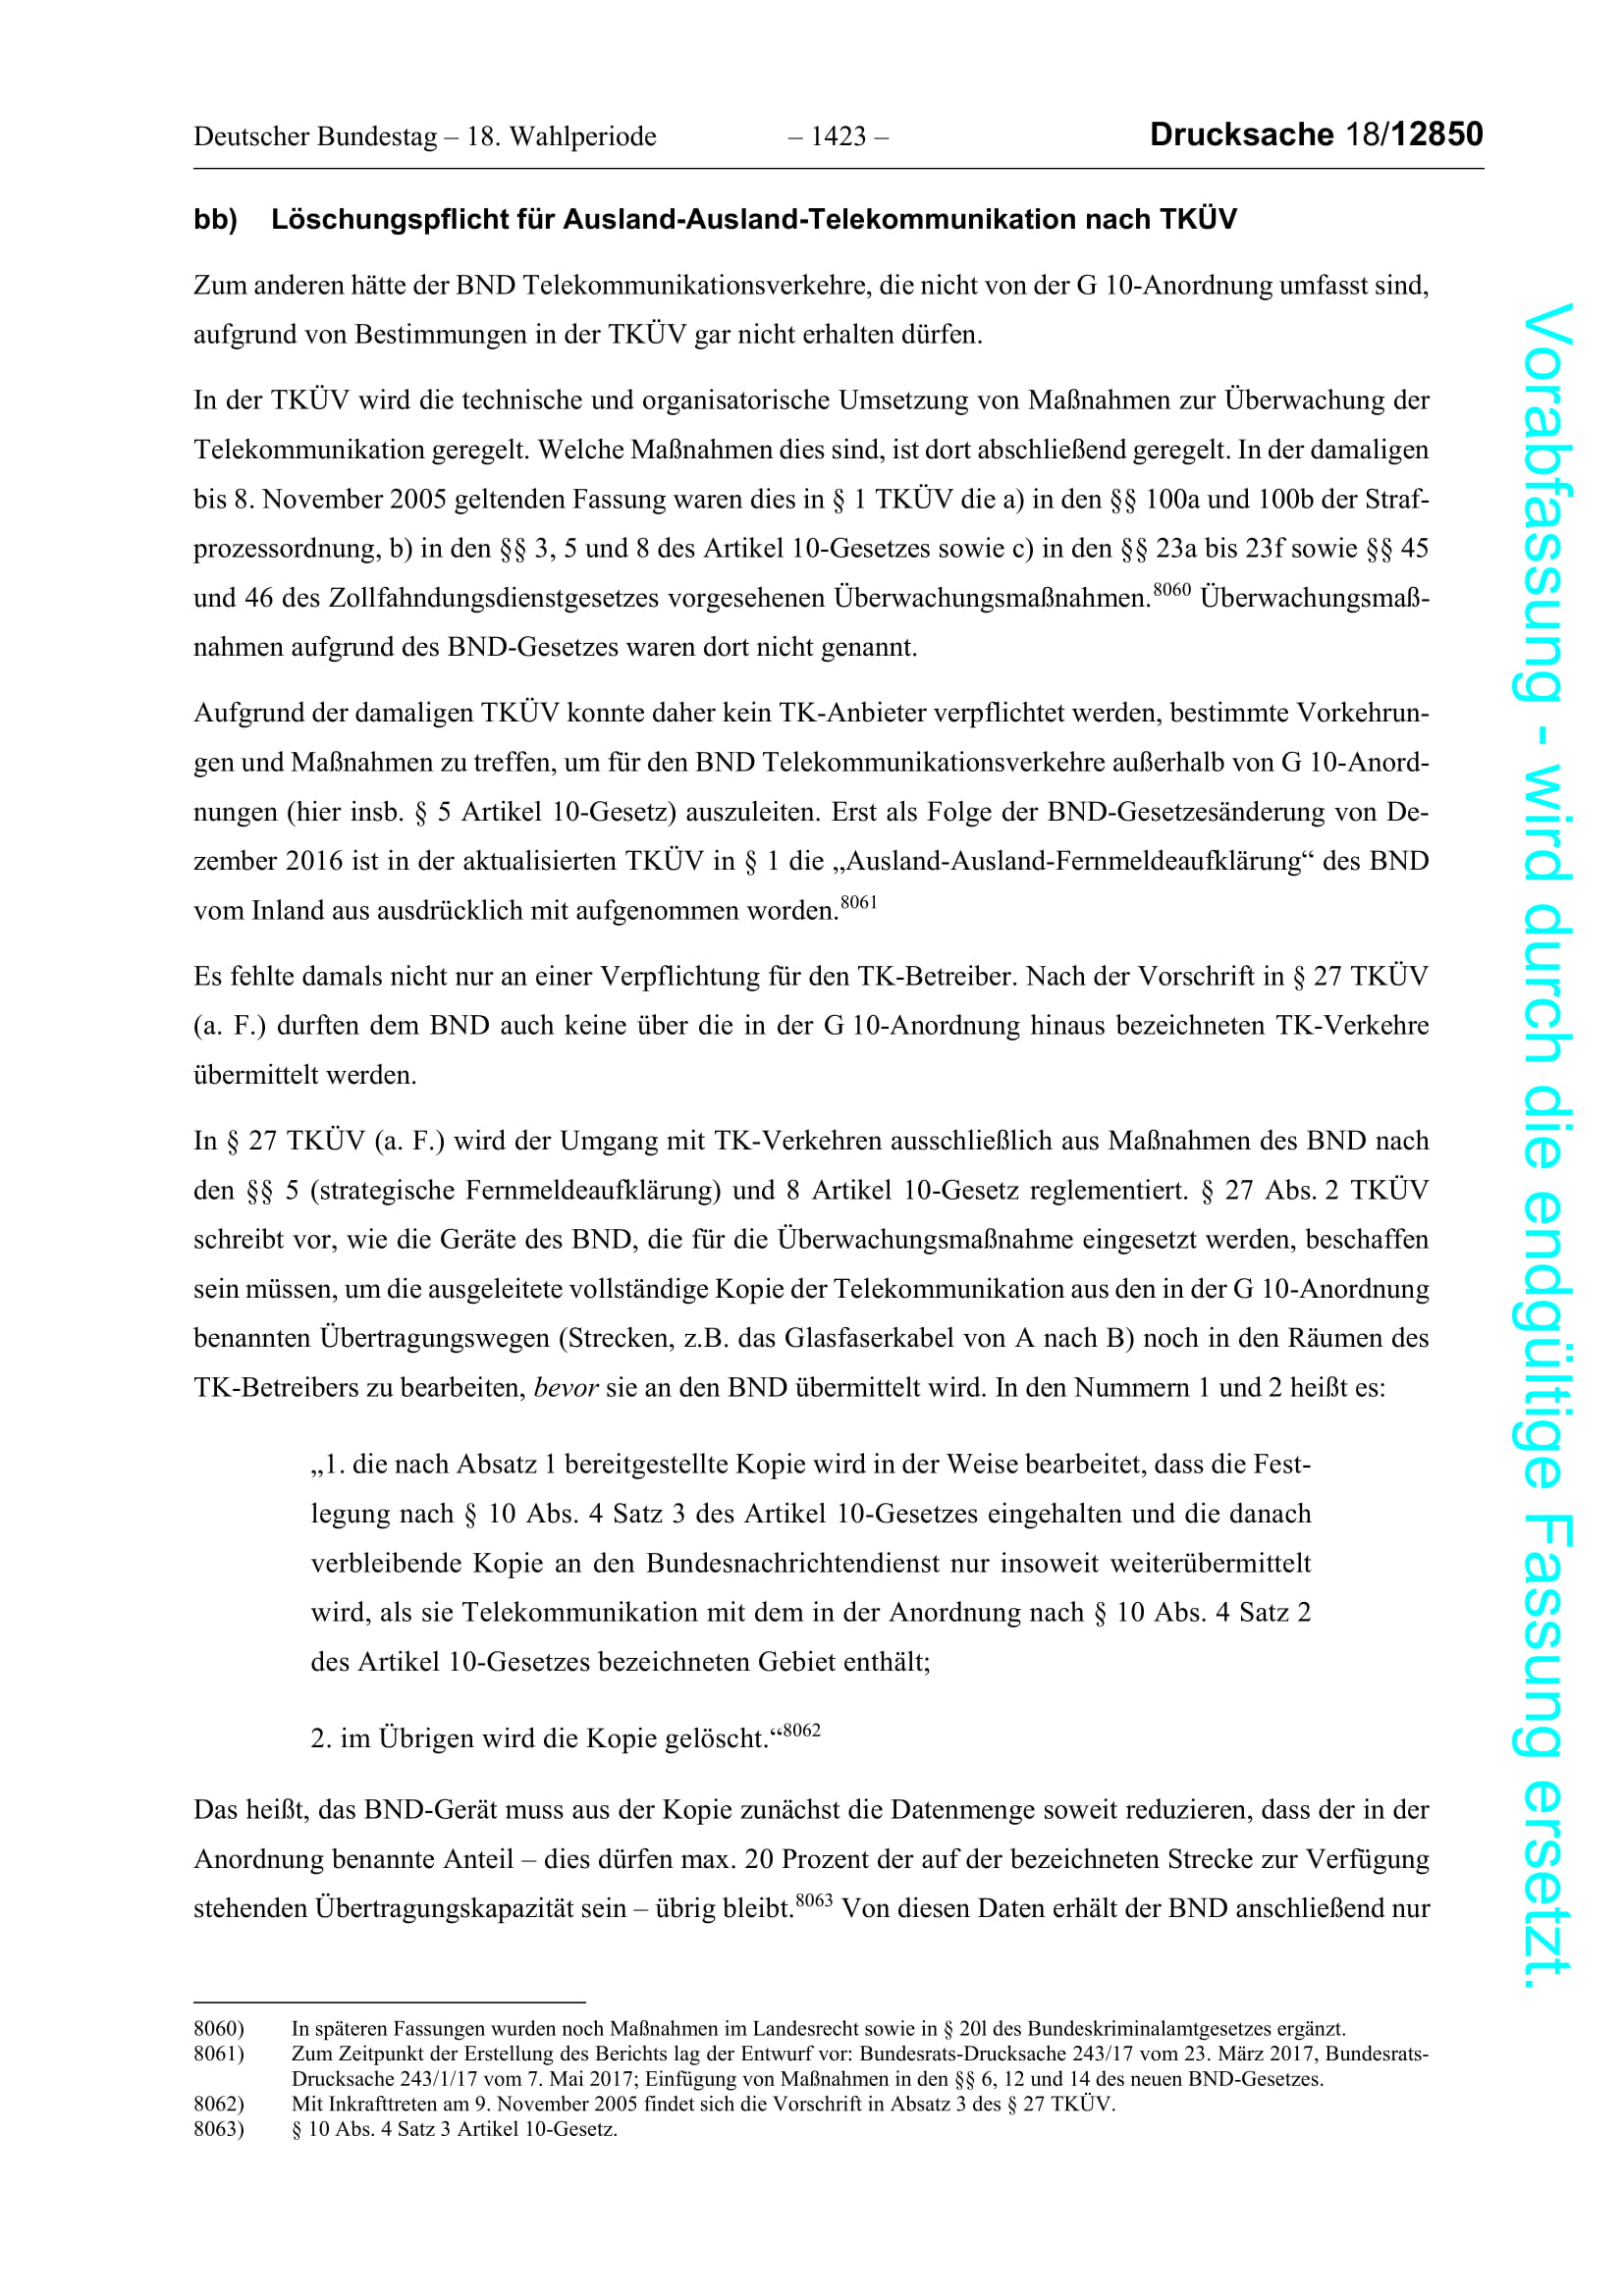 Deutscher Bundestag – 18. Wahlperiode – 1423 – Drucksache 18/12850
bb) Löschungspflicht für Ausland-Ausland-Telekommunikation nach TKÜV
Zum anderen hätte der BND Telekommunikationsverkehre, die nicht von der G 10-Anordnung umfasst sind,
aufgrund von Bestimmungen in der TKÜV gar nicht erhalten dürfen.
In der TKÜV wird die technische und organisatorische Umsetzung von Maßnahmen zur Überwachung der
Telekommunikation geregelt. Welche Maßnahmen dies sind, ist dort abschließend geregelt. In der damaligen
bis 8. November 2005 geltenden Fassung waren dies in § 1 TKÜV die a) in den §§ 100a und 100b der Straf-
prozessordnung, b) in den §§ 3, 5 und 8 des Artikel 10-Gesetzes sowie c) in den §§ 23a bis 23f sowie §§ 45
und 46 des Zollfahndungsdienstgesetzes vorgesehenen Überwachungsmaßnahmen.8060 Überwachungsmaß-
nahmen aufgrund des BND-Gesetzes waren dort nicht genannt.
Aufgrund der damaligen TKÜV konnte daher kein TK-Anbieter verpflichtet werden, bestimmte Vorkehrun-
gen und Maßnahmen zu treffen, um für den BND Telekommunikationsverkehre außerhalb von G 10-Anord-
nungen (hier insb. § 5 Artikel 10-Gesetz) auszuleiten. Erst als Folge der BND-Gesetzesänderung von De-
zember 2016 ist in der aktualisierten TKÜV in § 1 die „Ausland-Ausland-Fernmeldeaufklärung“ des BND
vom Inland aus ausdrücklich mit aufgenommen worden.8061
Es fehlte damals nicht nur an einer Verpflichtung für den TK-Betreiber. Nach der Vorschrift in § 27 TKÜV
(a. F.) durften dem BND auch keine über die in der G 10-Anordnung hinaus bezeichneten TK-Verkehre
übermittelt werden.
In § 27 TKÜV (a. F.) wird der Umgang mit TK-Verkehren ausschließlich aus Maßnahmen des BND nach
den §§ 5 (strategische Fernmeldeaufklärung) und 8 Artikel 10-Gesetz reglementiert. § 27 Abs. 2 TKÜV
schreibt vor, wie die Geräte des BND, die für die Überwachungsmaßnahme eingesetzt werden, beschaffen
sein müssen, um die ausgeleitete vollständige Kopie der Telekommunikation aus den in der G 10-Anordnung
benannten Übertragungswegen (Strecken, z.B. das Glasfaserkabel von A nach B) noch in den Räumen des
TK-Betreibers zu bearbeiten, bevor sie an den BND übermittelt wird. In den Nummern 1 und 2 heißt es:
„1. die nach Absatz 1 bereitgestellte Kopie wird in der Weise bearbeitet, dass die Fest-
legung nach § 10 Abs. 4 Satz 3 des Artikel 10-Gesetzes eingehalten und die danach
verbleibende Kopie an den Bundesnachrichtendienst nur insoweit weiterübermittelt
wird, als sie Telekommunikation mit dem in der Anordnung nach § 10 Abs. 4 Satz 2
des Artikel 10-Gesetzes bezeichneten Gebiet enthält;
2. im Übrigen wird die Kopie gelöscht.“8062
Das heißt, das BND-Gerät muss aus der Kopie zunächst die Datenmenge soweit reduzieren, dass der in der
Anordnung benannte Anteil – dies dürfen max. 20 Prozent der auf der bezeichneten Strecke zur Verfügung
stehenden Übertragungskapazität sein – übrig bleibt.8063 Von diesen Daten erhält der BND anschließend nur
8060) In späteren Fassungen wurden noch Maßnahmen im Landesrecht sowie in § 20l des Bundeskriminalamtgesetzes ergänzt.
8061) Zum Zeitpunkt der Erstellung des Berichts lag der Entwurf vor: Bundesrats-Drucksache 243/17 vom 23. März 2017, Bundesrats-
Drucksache 243/1/17 vom 7. Mai 2017; Einfügung von Maßnahmen in den §§ 6, 12 und 14 des neuen BND-Gesetzes.
8062) Mit Inkrafttreten am 9. November 2005 findet sich die Vorschrift in Absatz 3 des § 27 TKÜV.
8063) § 10 Abs. 4 Satz 3 Artikel 10-Gesetz.
Vorabfassung - wird durch die endgültige Fassung ersetzt.